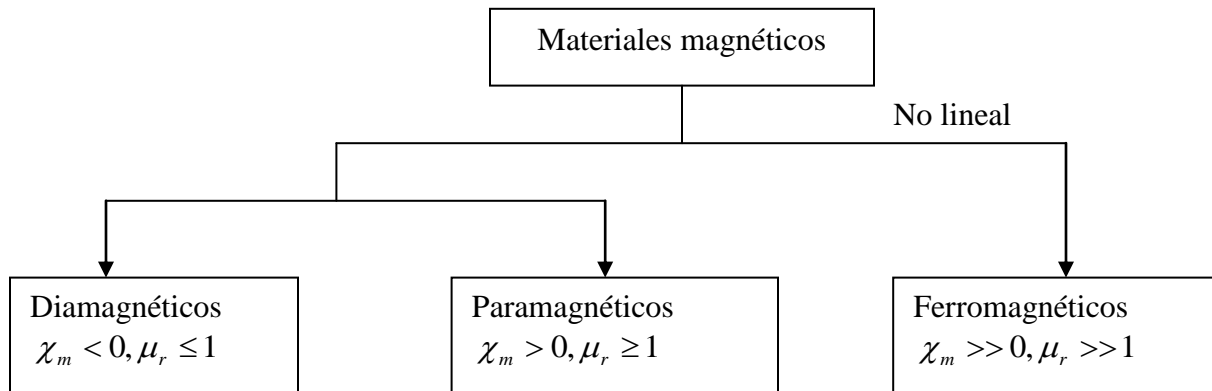 Materiales magnéticos
No lineal
Diamagnéticos
χ_m < 0, μ_r ≤ 1
Paramagnéticos
χ_m > 0, μ_r ≥ 1
Ferromagnéticos
χ_m >> 0, μ_r >> 1